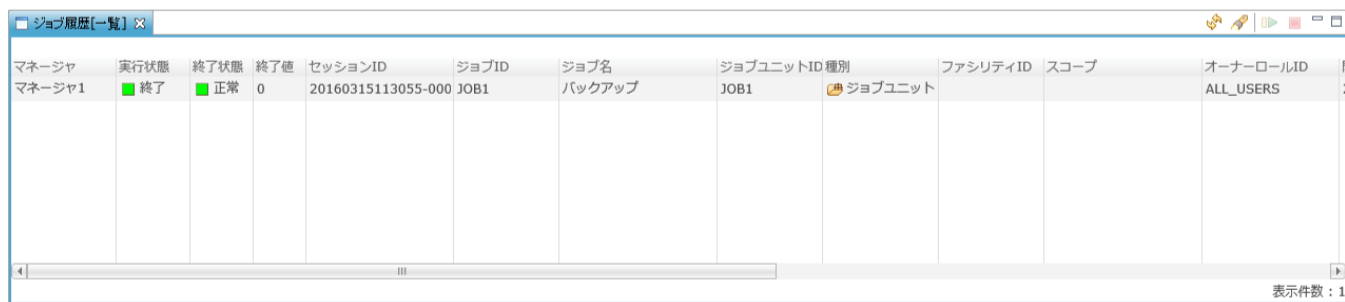 ジョブ履歴[一覧]
マネージャ 実行状態 終了状態 終了値 セッションID ジョブID ジョブ名 ジョブユニットID 種別 ファシリティID スコープ オーナーロールID
マネージャ1 終了 正常 0 20160315113055-000 JOB1 バックアップ JOB1 ジョブユニット ALL_USERS
表示件数：1